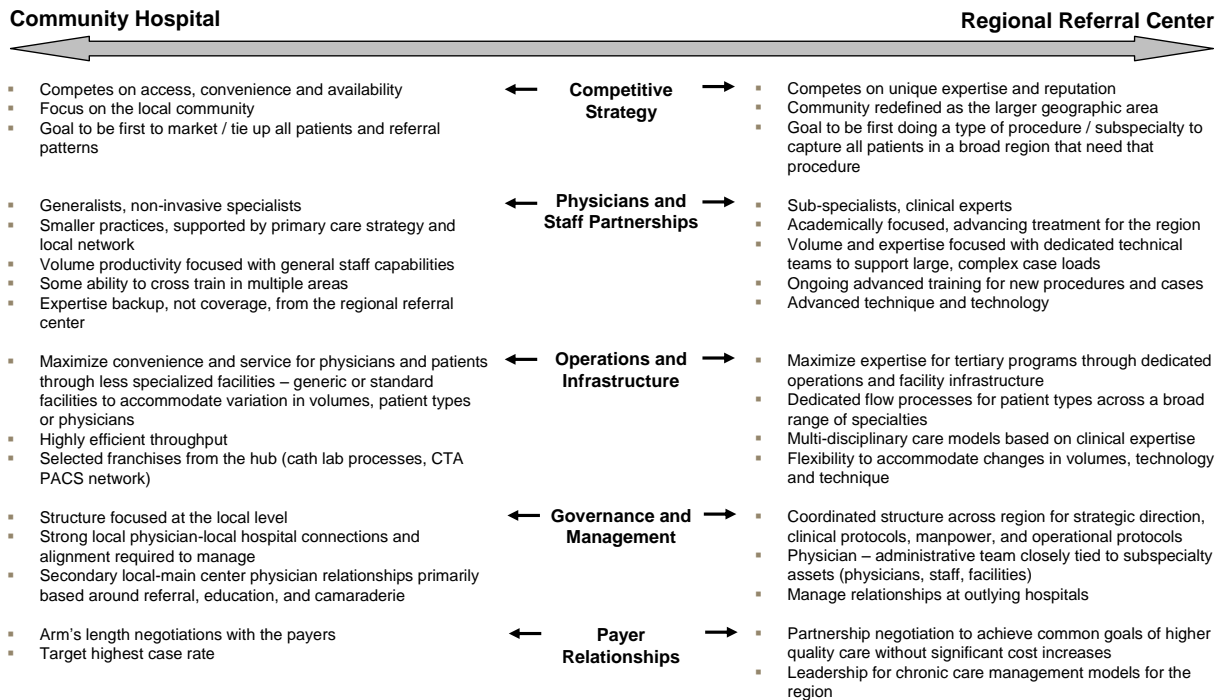 Community Hospital
Regional Referral Center
▪ Competes on access, convenience and availability
▪ Focus on the local community
▪ Goal to be first to market / tie up all patients and referral
patterns
Competitive
Strategy
▪ Competes on unique expertise and reputation
▪ Community redefined as the larger geographic area
▪ Goal to be first doing a type of procedure / subspecialty to
capture all patients in a broad region that need that
procedure
▪ Generalists, non-invasive specialists
▪ Smaller practices, supported by primary care strategy and
local network
▪ Volume productivity focused with general staff capabilities
▪ Some ability to cross train in multiple areas
▪ Expertise backup, not coverage, from the regional referral
center
Physicians and
Staff Partnerships
▪ Sub-specialists, clinical experts
▪ Academically focused, advancing treatment for the region
▪ Volume and expertise focused with dedicated technical
teams to support large, complex case loads
▪ Ongoing advanced training for new procedures and cases
▪ Advanced technique and technology
▪ Maximize convenience and service for physicians and patients
through less specialized facilities – generic or standard
facilities to accommodate variation in volumes, patient types
or physicians
▪ Highly efficient throughput
▪ Selected franchises from the hub (cath lab processes, CTA
PACS network)
Operations and
Infrastructure
▪ Maximize expertise for tertiary programs through dedicated
operations and facility infrastructure
▪ Dedicated flow processes for patient types across a broad
range of specialties
▪ Multi-disciplinary care models based on clinical expertise
▪ Flexibility to accommodate changes in volumes, technology
and technique
▪ Structure focused at the local level
▪ Strong local physician-local hospital connections and
alignment required to manage
▪ Secondary local-main center physician relationships primarily
based around referral, education, and camaraderie
Governance and
Management
▪ Coordinated structure across region for strategic direction,
clinical protocols, manpower, and operational protocols
▪ Physician – administrative team closely tied to subspecialty
assets (physicians, staff, facilities)
▪ Manage relationships at outlying hospitals
▪ Arm's length negotiations with the payers
▪ Target highest case rate
Payer
Relationships
▪ Partnership negotiation to achieve common goals of higher
quality care without significant cost increases
▪ Leadership for chronic care management models for the
region